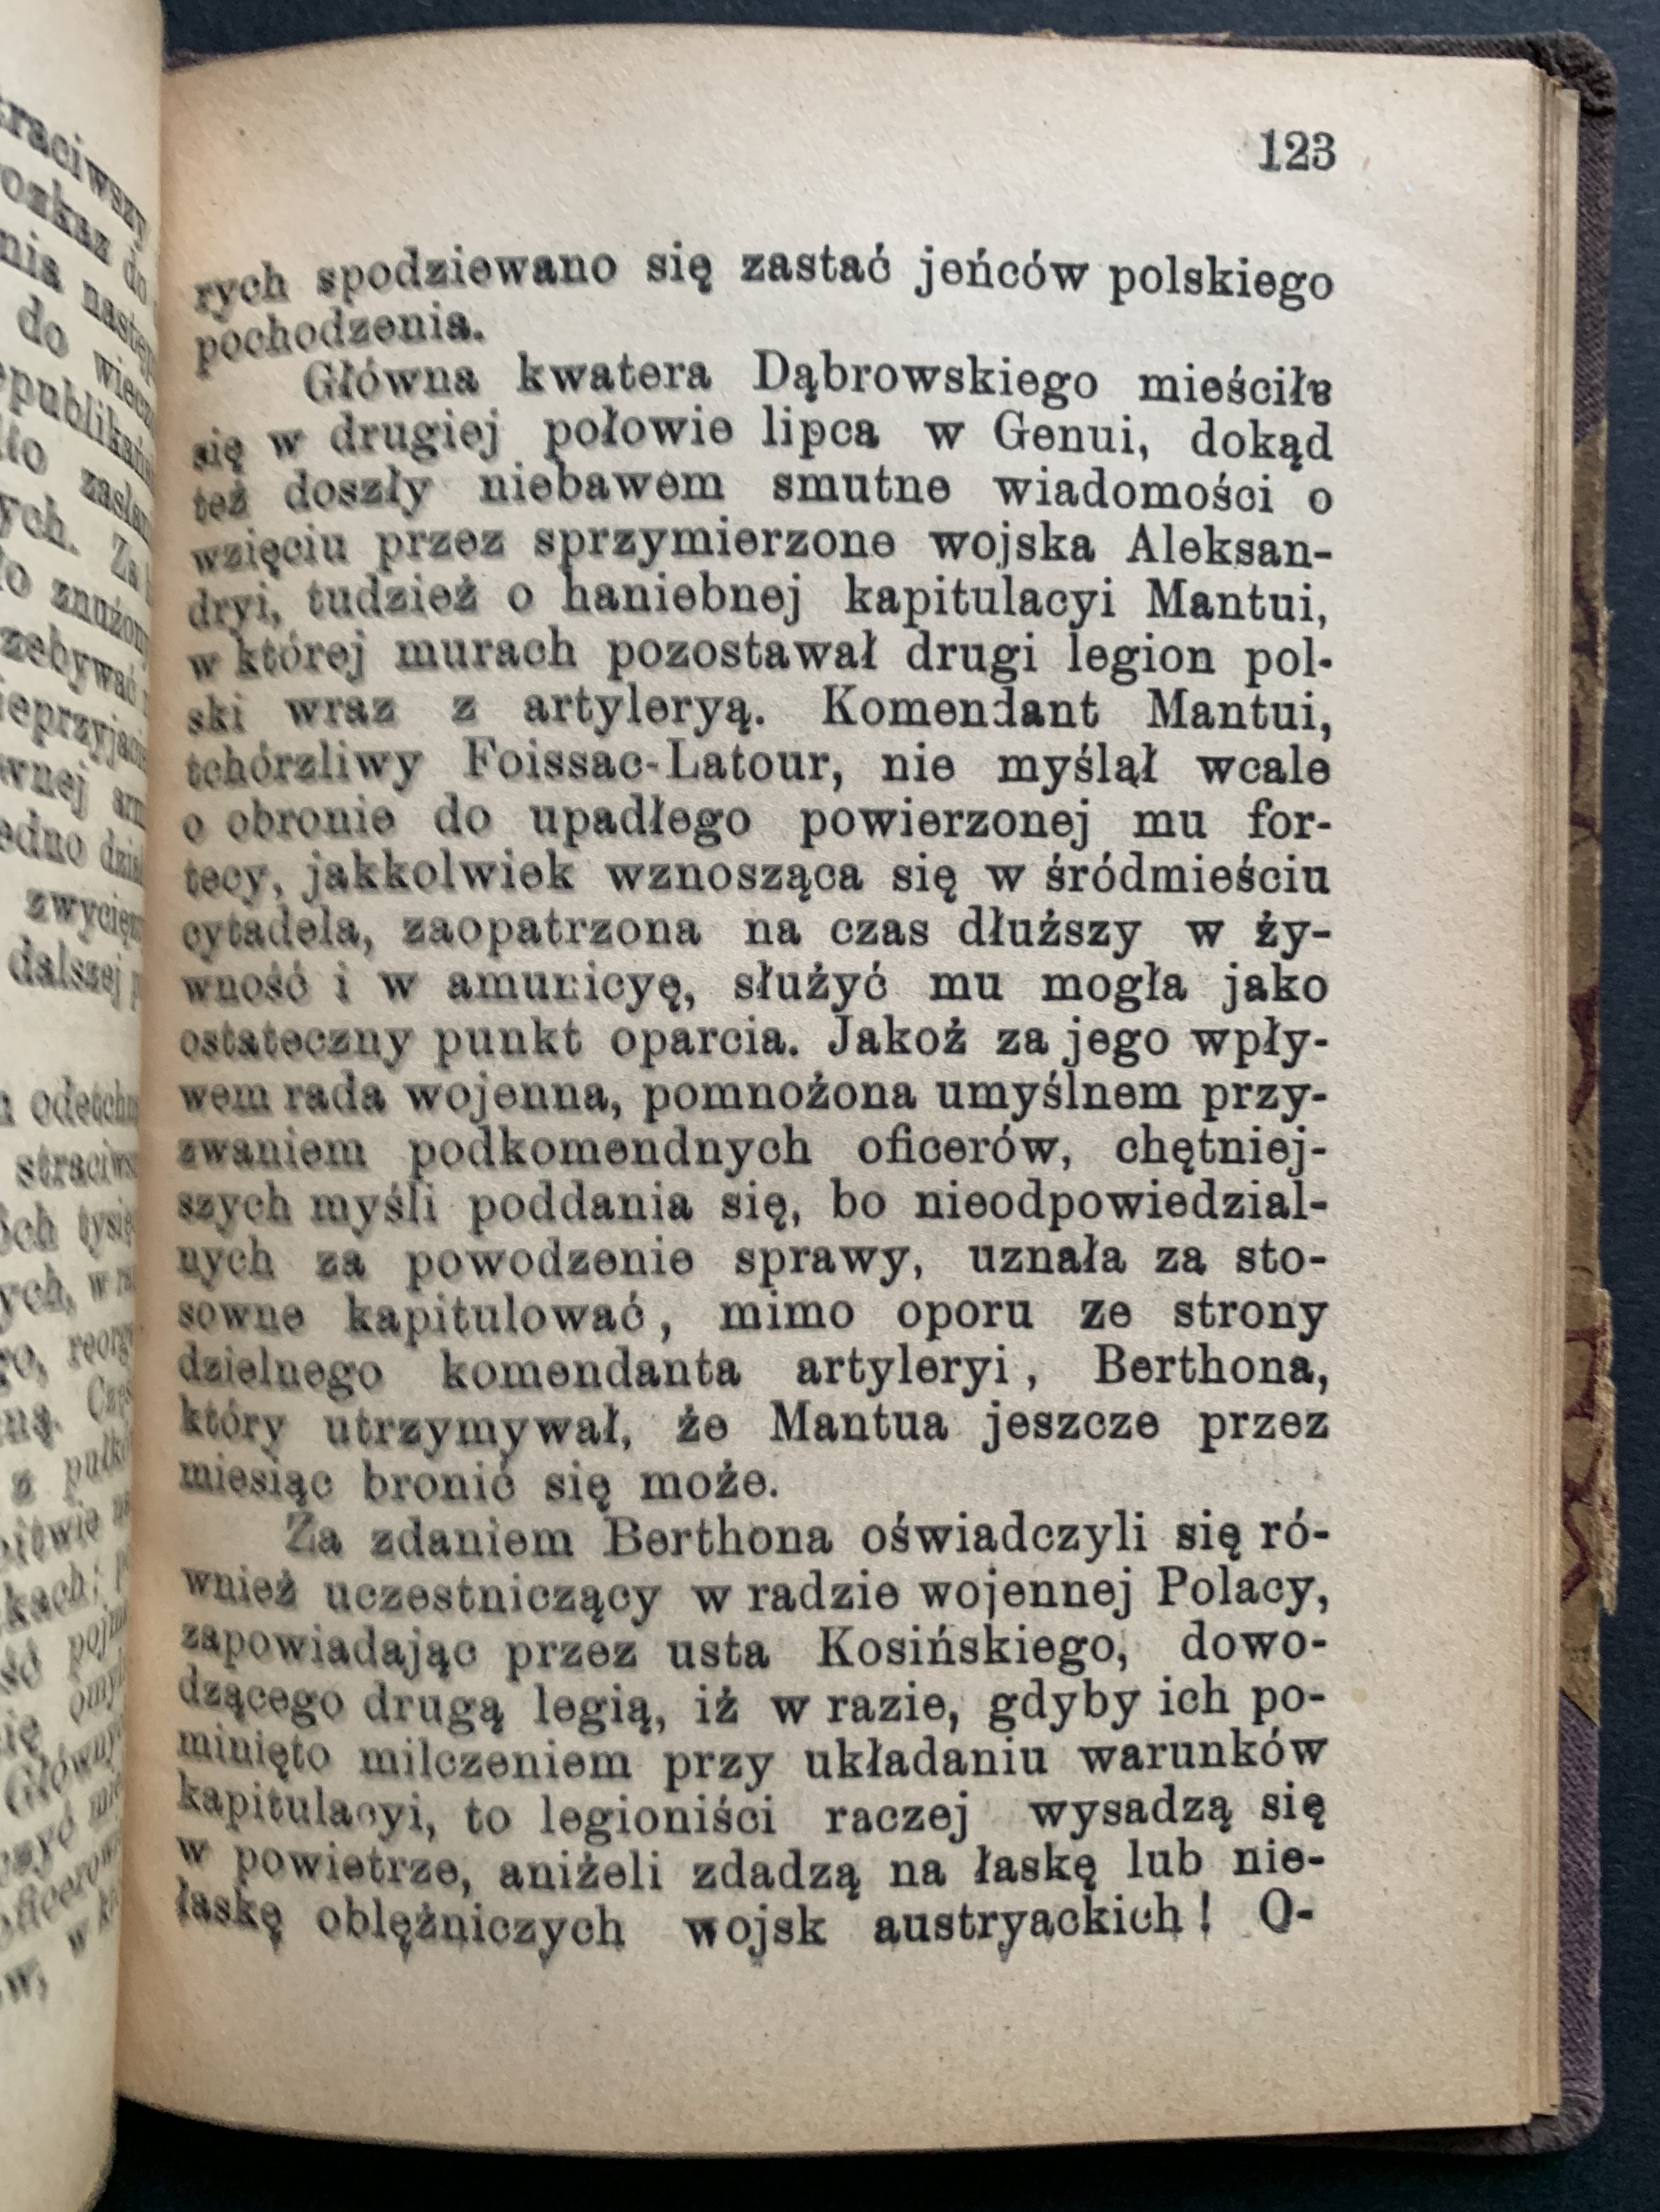 123
rych spodziewano się zastać jeńców polskiego
pochodzenia.
Główna kwatera Dąbrowskiego mieściła
się w drugiej połowie lipca w Genui, dokąd
też doszły niebawem smutne wiadomości o
wzięciu przez sprzymierzone wojska Aleksan-
dryi, tudzież o haniebnej kapitulacyi Mantui,
w której murach pozostawał drugi legion pol-
ski wraz z artyleryą. Komendant Mantui,
tchórzliwy Foissac-Latour, nie myślał wcale
o obronie do upadłego powierzonej mu for-
tecy, jakkolwiek wznosząca się w śródmieściu
cytadela, zaopatrzona na czas dłuższy w ży-
wność i w amunicyę, służyć mu mogła jako
ostateczny punkt oparcia. Jakoż za jego wpły-
wem rada wojenna, pomnożona umyślnem przy-
zwaniem podkomendnych oficerów, chętniej-
szych myśli poddania się, bo nieodpowiedzial-
nych za powodzenie sprawy, uznała za sto-
sowne kapitulować, mimo oporu ze strony
dzielnego komendanta artyleryi, Berthona,
który utrzymywał, że Mantua jeszcze przez
miesiąc bronić się może.
Za zdaniem Berthona oświadczyli się ró-
wnież uczestniczący w radzie wojennej Polacy,
zapowiadając przez usta Kosińskiego, dowo-
dzącego drugą legią, iż w razie, gdyby ich po-
minięto milczeniem przy układaniu warunków
kapitulacyi, to legioniści raczej wysadzą się
w powietrze, aniżeli zdadzą na łaskę lub nie-
łaskę oblężniczych wojsk austryackich! O-